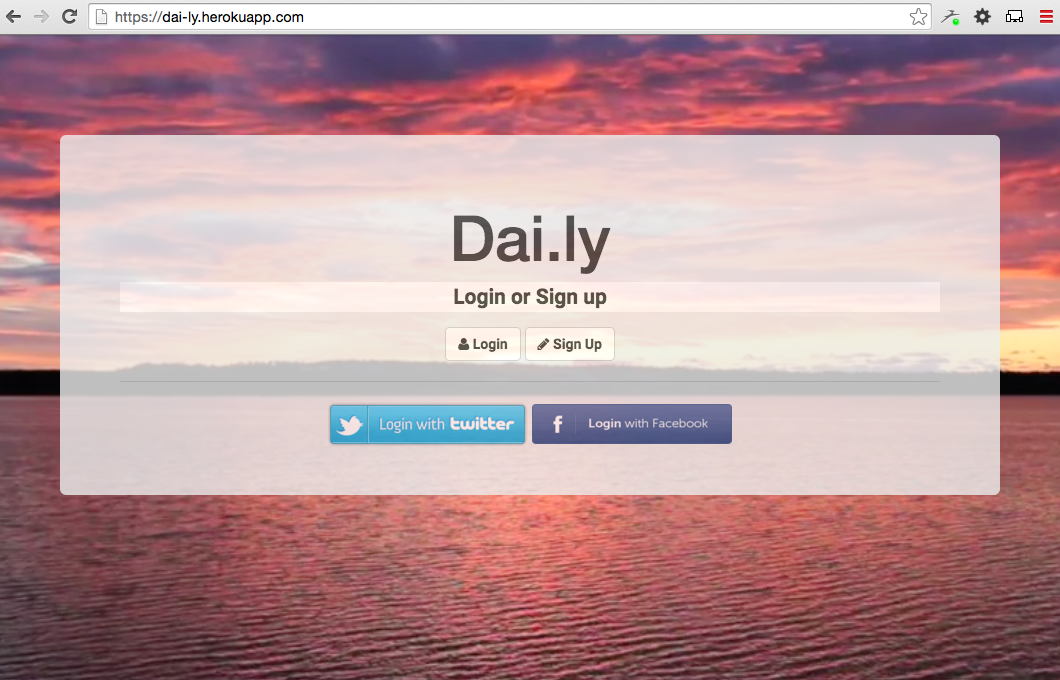 https://dai-ly.herokuapp.com
Dai.ly
Login or Sign up
Login Sign Up
Login with twitter f Login with Facebook